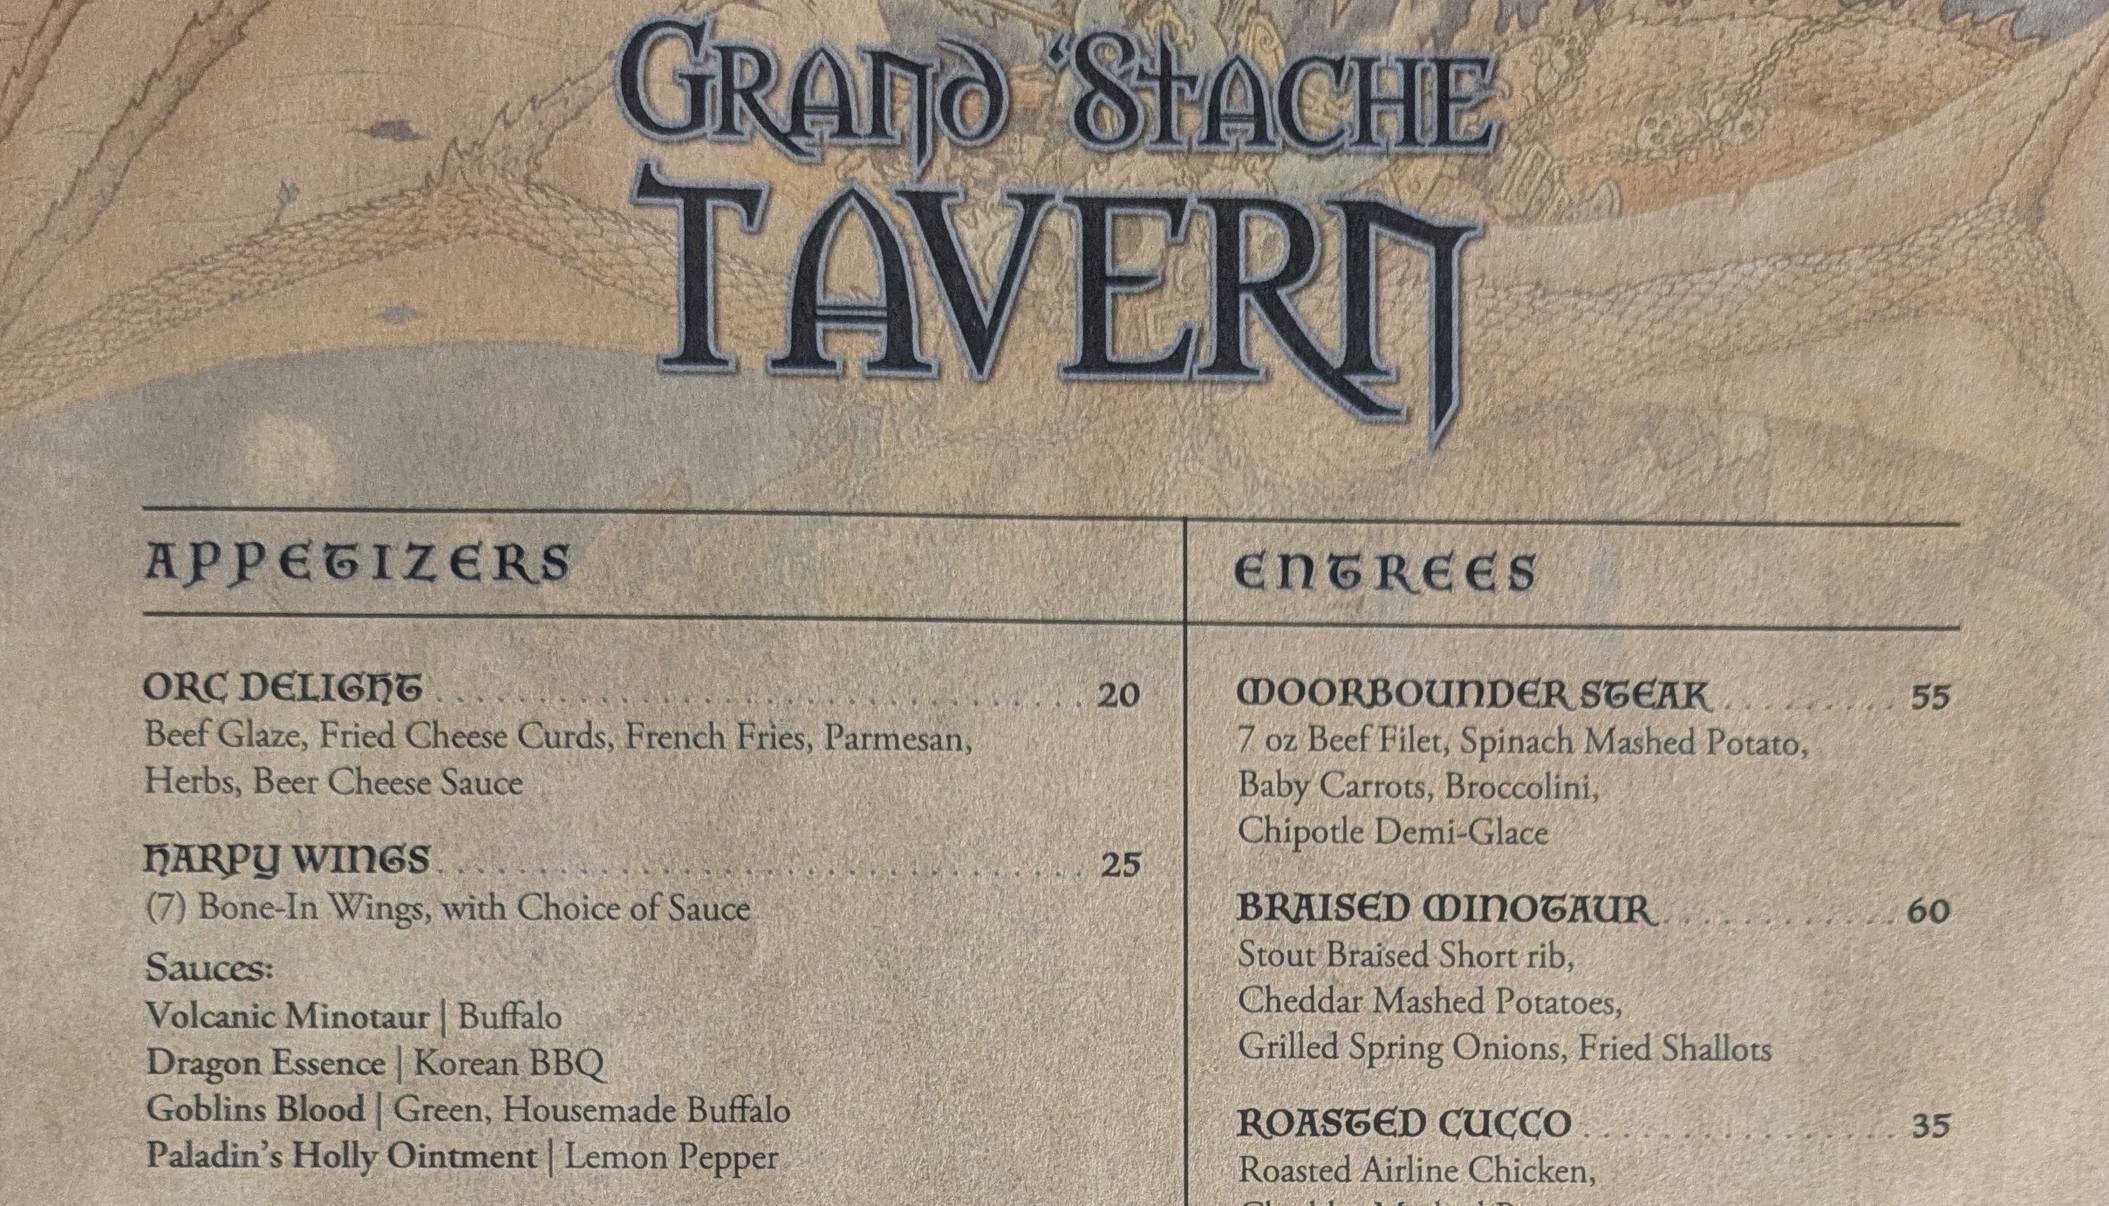 GRAND 'STACHE
TAVERN
APPETIZERS
ORC DELIGHT . . . . . . . . . . . . . . . . . . . . . . . . . . . . . . 20
Beef Glaze, Fried Cheese Curds, French Fries, Parmesan,
Herbs, Beer Cheese Sauce
HARPY WINGS . . . . . . . . . . . . . . . . . . . . . . . . . . . . . . 25
(7) Bone-In Wings, with Choice of Sauce
Sauces:
Volcanic Minotaur | Buffalo
Dragon Essence | Korean BBQ
Goblins Blood | Green, Housemade Buffalo
Paladin's Holly Ointment | Lemon Pepper
ENTREES
MOORBOUNDER STEAK . . . . . . . . . 55
7 oz Beef Filet, Spinach Mashed Potato,
Baby Carrots, Broccolini,
Chipotle Demi-Glace
BRAISED MINOTAUR . . . . . . . . . . . . 60
Stout Braised Short rib,
Cheddar Mashed Potatoes,
Grilled Spring Onions, Fried Shallots
ROASTED CUCCO . . . . . . . . . . . . . . . . 35
Roasted Airline Chicken,